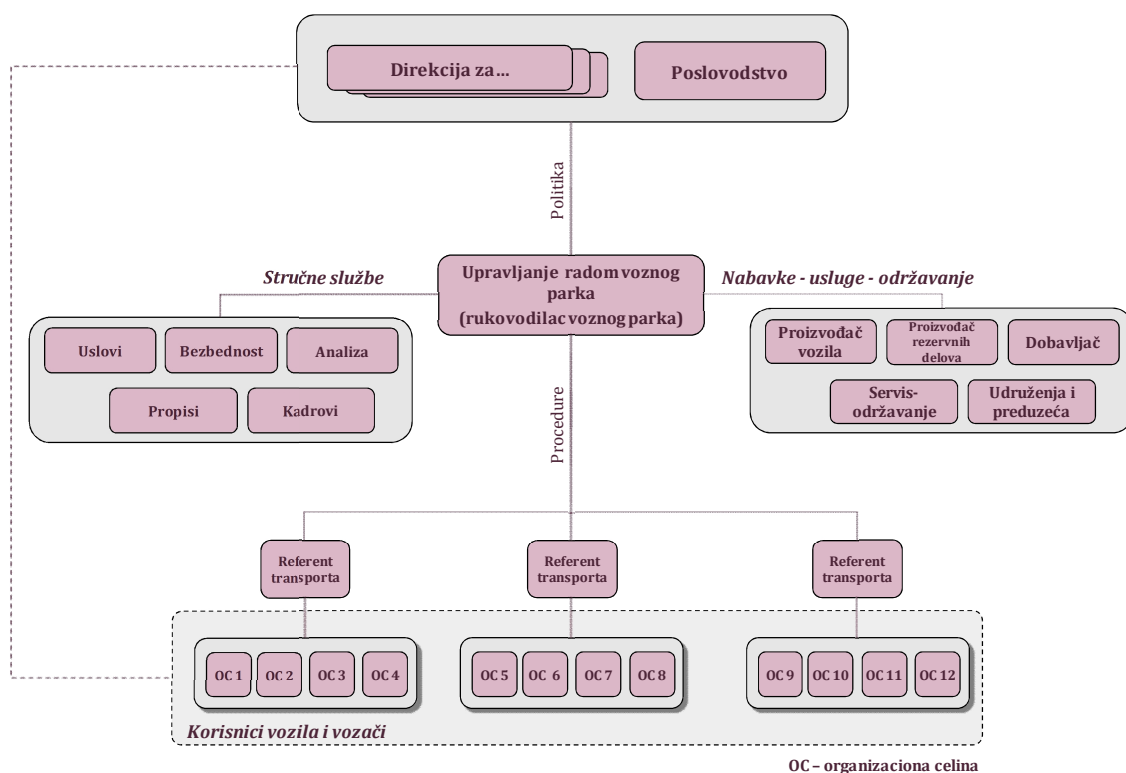 Direkcija za...
Poslovodstvo
Politika
Stručne službe
Upravljanje radom voznog
parka
(rukovodilac voznog parka)
Nabavke - usluge - održavanje
Uslovi
Bezbednost
Analiza
Propisi
Kadrovi
Proizvođač
vozila
Proizvođač
rezervnih
delova
Dobavljač
Servis-
održavanje
Udruženja i
preduzeća
Procedure
Referent
transporta
Referent
transporta
Referent
transporta
OC 1
OC 2
OC 3
OC 4
OC 5
OC 6
OC 7
OC 8
OC 9
OC 10
OC 11
OC 12
Korisnici vozila i vozači
OC – organizaciona celina